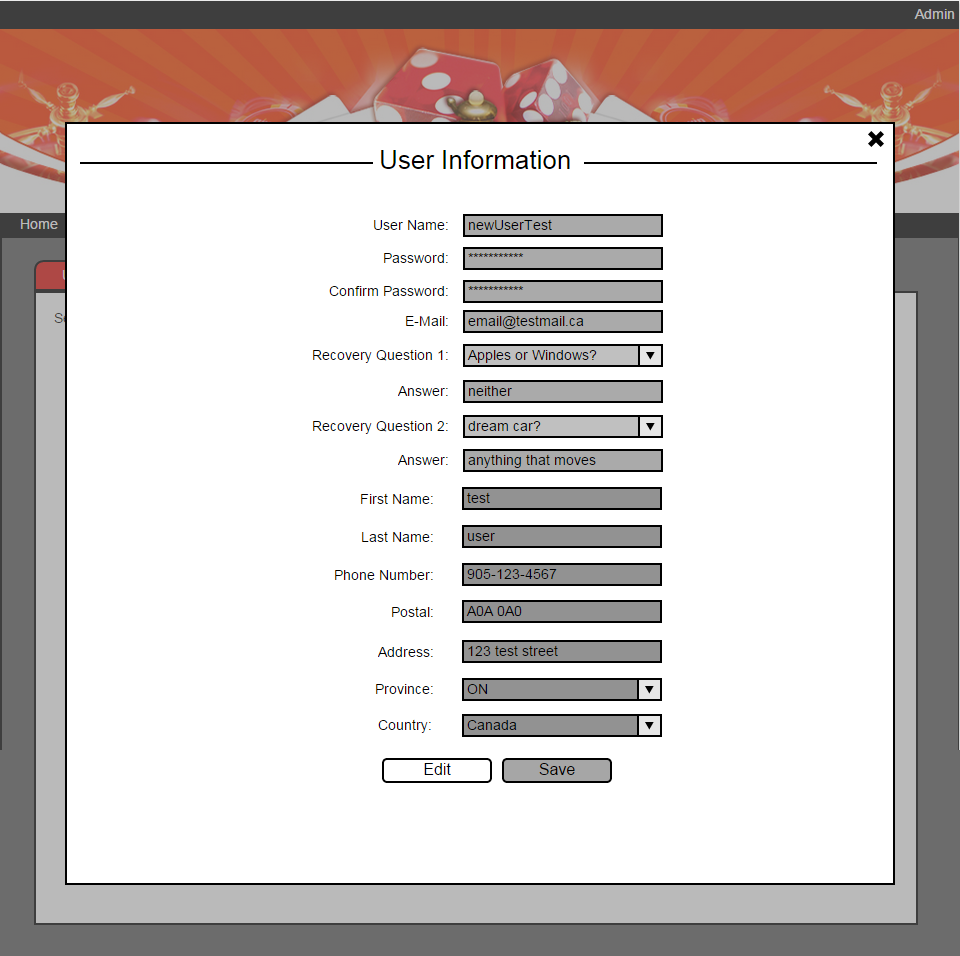 Admin
User Information
Home
User Name: newUserTest
Password: ***********
Confirm Password: ***********
E-Mail: email@testmail.ca
Recovery Question 1: Apples or Windows?
Answer: neither
Recovery Question 2: dream car?
Answer: anything that moves
First Name: test
Last Name: user
Phone Number: 905-123-4567
Postal: A0A 0A0
Address: 123 test street
Province: ON
Country: Canada
Edit Save